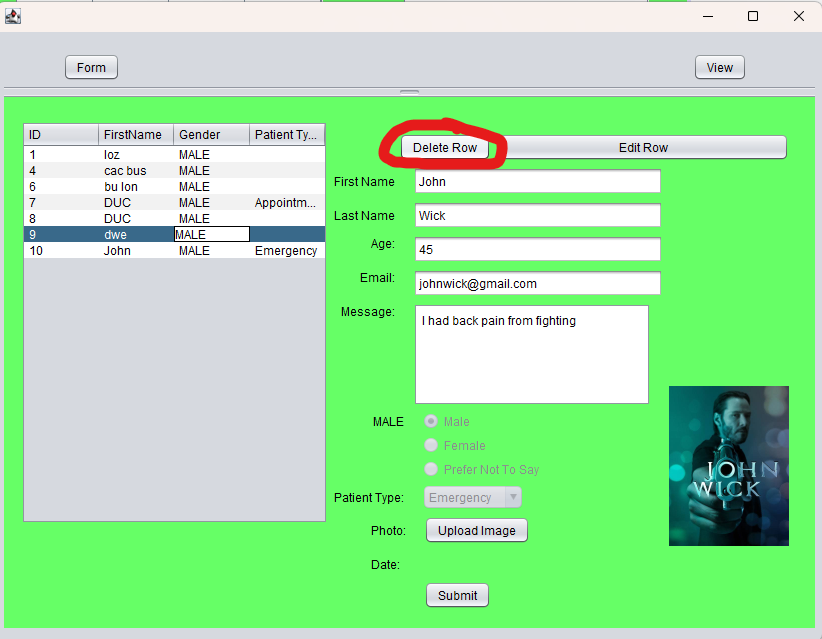 Form View
ID FirstName Gender Patient Ty...
1 loz MALE
4 cac bus MALE
6 bu lon MALE
7 DUC MALE Appointm...
8 DUC MALE
9 dwe MALE
10 John MALE Emergency
Delete Row Edit Row
First Name John
Last Name Wick
Age: 45
Email: johnwick@gmail.com
Message: I had back pain from fighting
MALE Male
Female
Prefer Not To Say
Patient Type: Emergency
Photo: Upload Image
Date:
Submit
JOHN
WICK